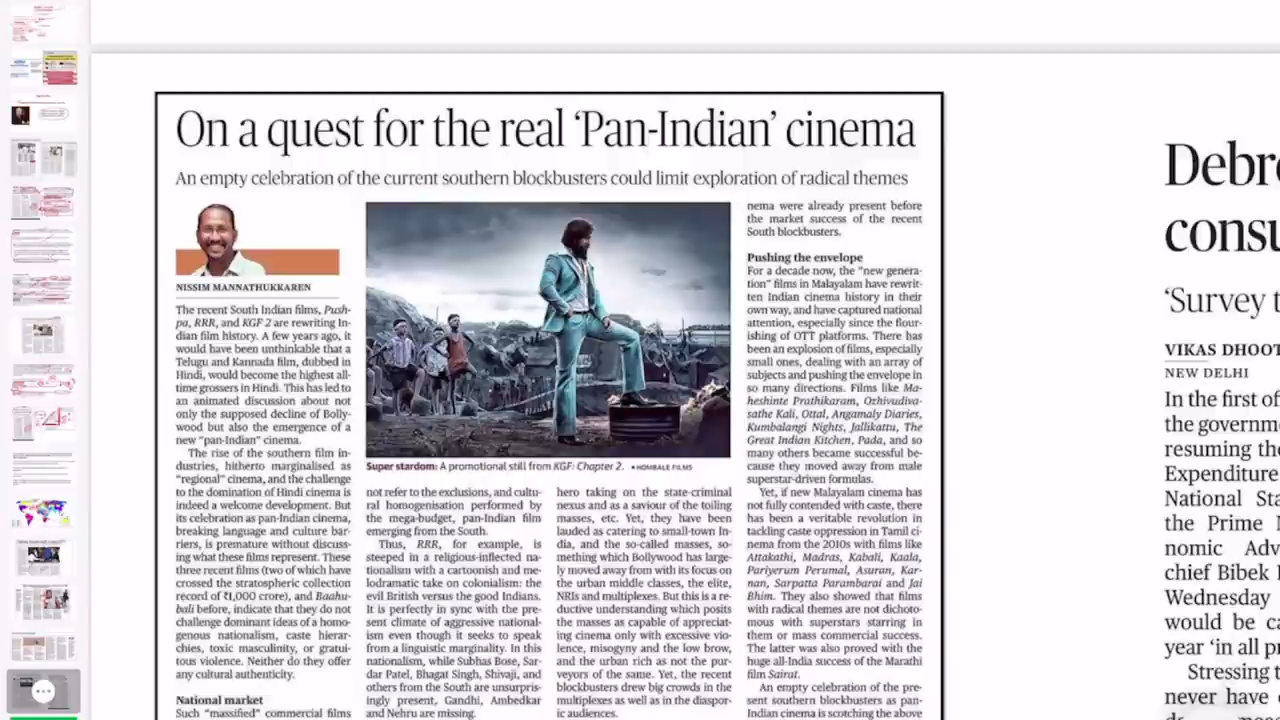 On a quest for the real ‘Pan-Indian’ cinema
An empty celebration of the current southern blockbusters could limit exploration of radical themes
NISSIM MANNATHUKKAREN
The recent South Indian films, Push-
pa, RRR, and KGF 2 are rewriting In-
dian film history. A few years ago, it
would have been unthinkable that a
Telugu and Kannada film, dubbed in
Hindi, would become the highest all-
time grossers in Hindi. This has led to
an animated discussion about not
only the supposed decline of Bolly-
wood but also the emergence of a
new “pan-Indian” cinema.
The rise of the southern film in-
dustries, hitherto marginalised as
“regional” cinema, and the challenge
to the domination of Hindi cinema is
indeed a welcome development. But
its celebration as pan-Indian cinema,
breaking language and culture bar-
riers, is premature without discuss-
ing what these films represent. These
three recent films (two of which have
crossed the stratospheric collection
record of ₹1,000 crore), and Baahu-
bali before, indicate that they do not
challenge dominant ideas of a homo-
genous nationalism, caste hierar-
chies, toxic masculinity, or gratui-
tous violence. Neither do they offer
any cultural authenticity.
National market
Such “massified” commercial films
Super stardom: A promotional still from KGF: Chapter 2. • HOMBALE FILMS
not refer to the exclusions, and cultu-
ral homogenisation performed by
the mega-budget, pan-Indian film
emerging from the South.
Thus, RRR, for example, is
steeped in a religious-inflected na-
tionalism with a cartoonish and me-
lodramatic take on colonialism: the
evil British versus the good Indians.
It is perfectly in sync with the pre-
sent climate of aggressive national-
ism even though it seeks to speak
from a linguistic marginality. In this
nationalism, while Subhas Bose, Sar-
dar Patel, Bhagat Singh, Shivaji, and
others from the South are unsurpris-
ingly present, Gandhi, Ambedkar
and Nehru are missing.
hero taking on the state-criminal
nexus and as a saviour of the toiling
masses, etc. Yet, they have been
lauded as catering to small-town In-
dia, and the so-called masses, so-
mething which Bollywood has large-
ly moved away from with its focus on
the urban middle classes, the elite,
NRIs and multiplexes. But this is a re-
ductive understanding which posits
the masses as capable of appreciat-
ing cinema only with excessive vio-
lence, misogyny and the low brow,
and the urban rich as not the pur-
veyors of the same. Yet, the recent
blockbusters drew big crowds in the
multiplexes as well as in the diaspor-
ic audiences.
nema were already present before
the market success of the recent
South blockbusters.
Pushing the envelope
For a decade now, the “new genera-
tion” films in Malayalam have rewrit-
ten Indian cinema history in their
own way, and have captured national
attention, especially since the flour-
ishing of OTT platforms. There has
been an explosion of films, especially
small ones, dealing with an array of
subjects and pushing the envelope in
so many directions. Films like Ma-
heshinte Prathikaram, Ozhivudiva-
sathe Kali, Ottal, Angamaly Diaries,
Kumbalangi Nights, Jallikattu, The
Great Indian Kitchen, Pada, and so
many others became successful be-
cause they moved away from male
superstar-driven formulas.
Yet, if new Malayalam cinema has
not fully contended with caste, there
has been a veritable revolution in
tackling caste oppression in Tamil ci-
nema from the 2010s with films like
Attakathi, Madras, Kabali, Kaala,
Pariyerum Perumal, Asuran, Kar-
nan, Sarpatta Parambarai and Jai
Bhim. They also showed that films
with radical themes are not dichoto-
mous with superstars starring in
them or mass commercial success.
The latter was also proved with the
huge all-India success of the Marathi
film Sairat.
An empty celebration of the pre-
sent southern blockbusters as pan-
Indian cinema is scotching the above
Debr
consu
‘Survey t
VIKAS DHOOT
NEW DELHI
In the first of
the governm
resuming the
Expenditure
National Sta
the Prime
nomic Adv
chief Bibek
Wednesday
would be ca
year ‘in all pr
Stressing t
never have